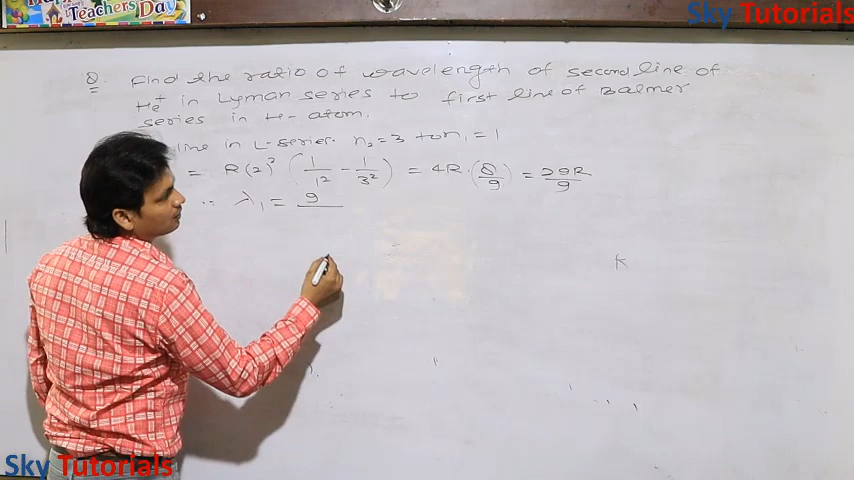 Teachers Day
Sky Tutorials
Q. Find the ratio of wavelength of second line of
He+ in Lyman series to first line of Balmer
series in H-atom.
line in L-series. n₂=3 to n₁=1
= R(2)² (1/1² - 1/3²) = 4R.(8/9) = 29R/9
∵ λ₁ = 9
K
Sky Tutorials